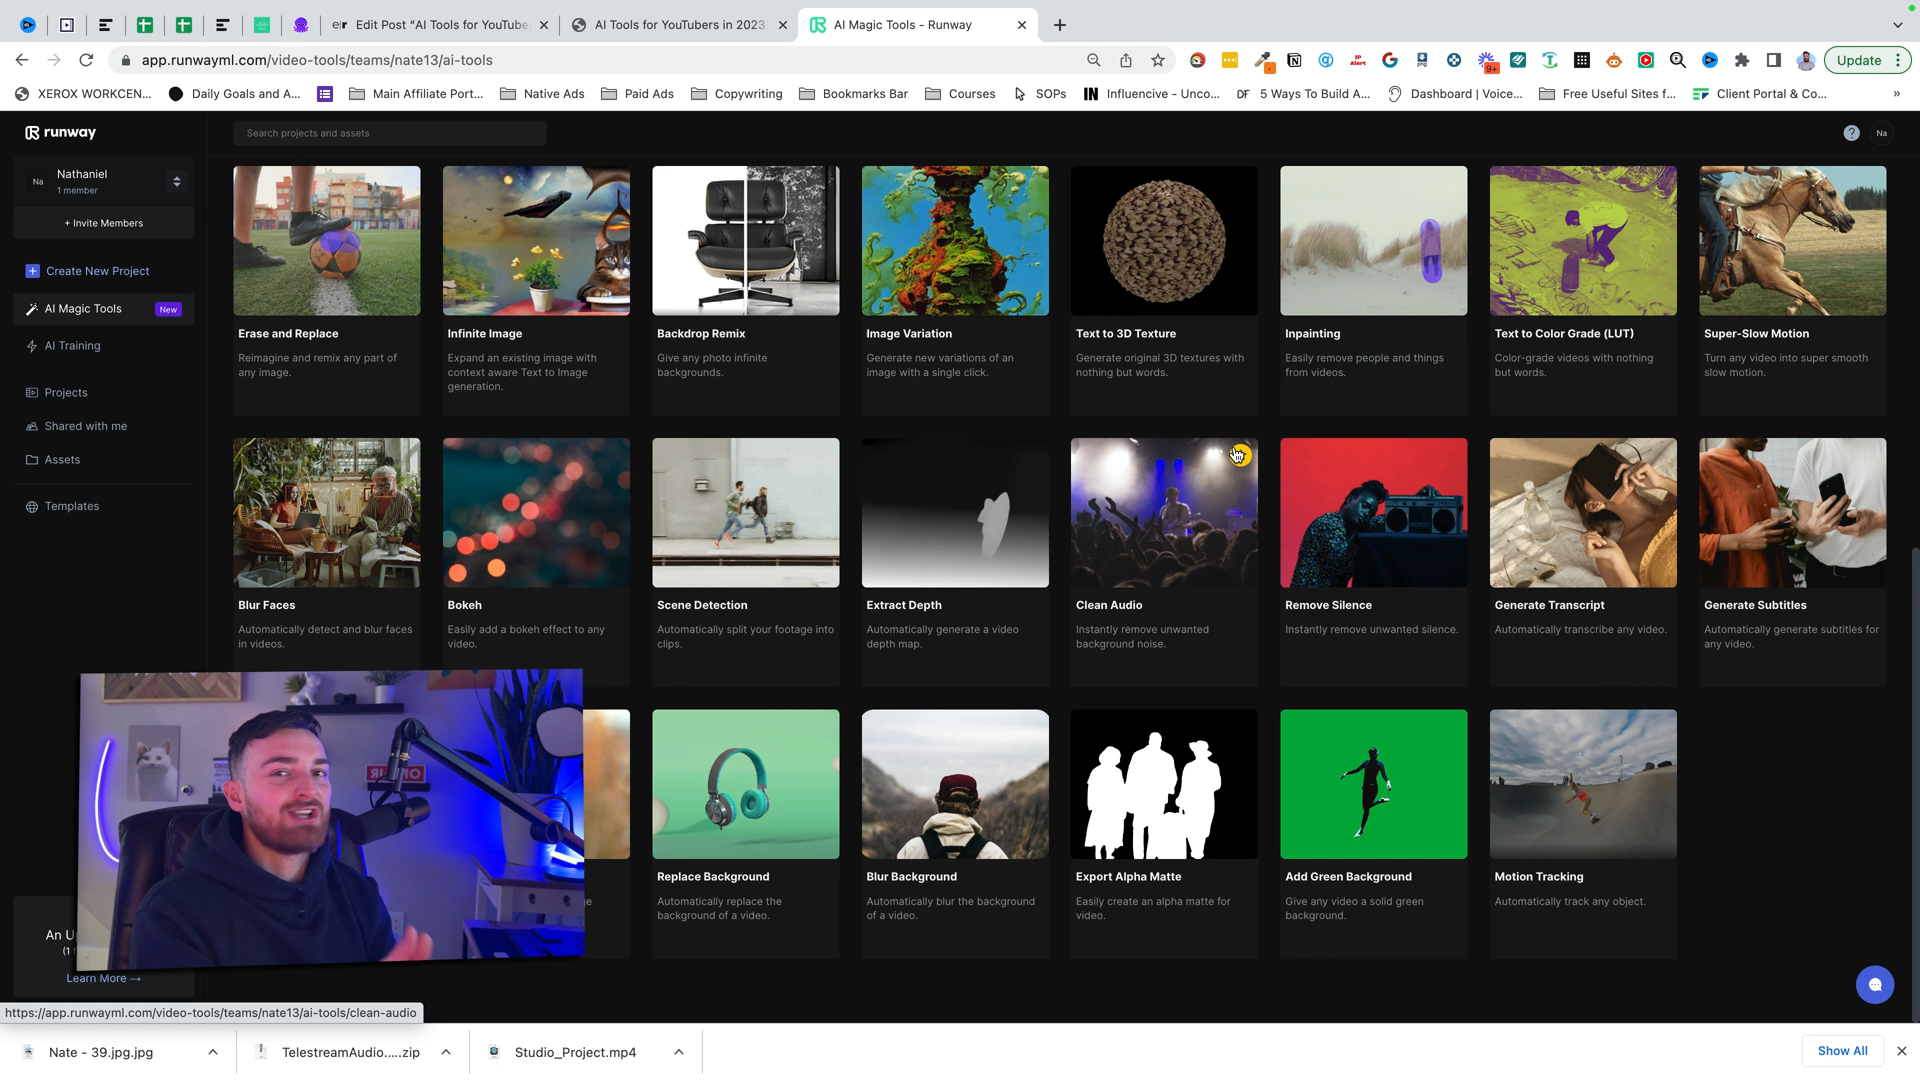 Edit Post “AI Tools for YouTube
AI Tools for YouTubers in 2023
AI Magic Tools - Runway
app.runwayml.com/video-tools/teams/nate13/ai-tools
Update
XEROX WORKCEN...
Daily Goals and A...
Main Affiliate Port...
Native Ads
Paid Ads
Copywriting
Bookmarks Bar
Courses
SOPs
IN Influencive - Unco...
DF 5 Ways To Build A...
Dashboard | Voice...
Free Useful Sites f...
Client Portal & Co...
»
runway
Search projects and assets
?
Na
Na
Nathaniel
1 member
+ Invite Members
Create New Project
AI Magic Tools
New
AI Training
Projects
Shared with me
Assets
Templates
Erase and Replace
Reimagine and remix any part of
any image.
Infinite Image
Expand an existing image with
context aware Text to Image
generation.
Backdrop Remix
Give any photo infinite
backgrounds.
Image Variation
Generate new variations of an
image with a single click.
Text to 3D Texture
Generate original 3D textures with
nothing but words.
Inpainting
Easily remove people and things
from videos.
Text to Color Grade (LUT)
Color-grade videos with nothing
but words.
Super-Slow Motion
Turn any video into super smooth
slow motion.
Blur Faces
Automatically detect and blur faces
in videos.
Bokeh
Easily add a bokeh effect to any
video.
Scene Detection
Automatically split your footage into
clips.
Extract Depth
Automatically generate a video
depth map.
Clean Audio
Instantly remove unwanted
background noise.
Remove Silence
Instantly remove unwanted silence.
Generate Transcript
Automatically transcribe any video.
Generate Subtitles
Automatically generate subtitles for
any video.
Replace Background
Automatically replace the
background of a video.
Blur Background
Automatically blur the background
of a video.
Export Alpha Matte
Easily create an alpha matte for
video.
Add Green Background
Give any video a solid green
background.
Motion Tracking
Automatically track any object.
An U
(1 f
Learn More →
https://app.runwayml.com/video-tools/teams/nate13/ai-tools/clean-audio
Nate - 39.jpg.jpg
TelestreamAudio.....zip
Studio_Project.mp4
Show All